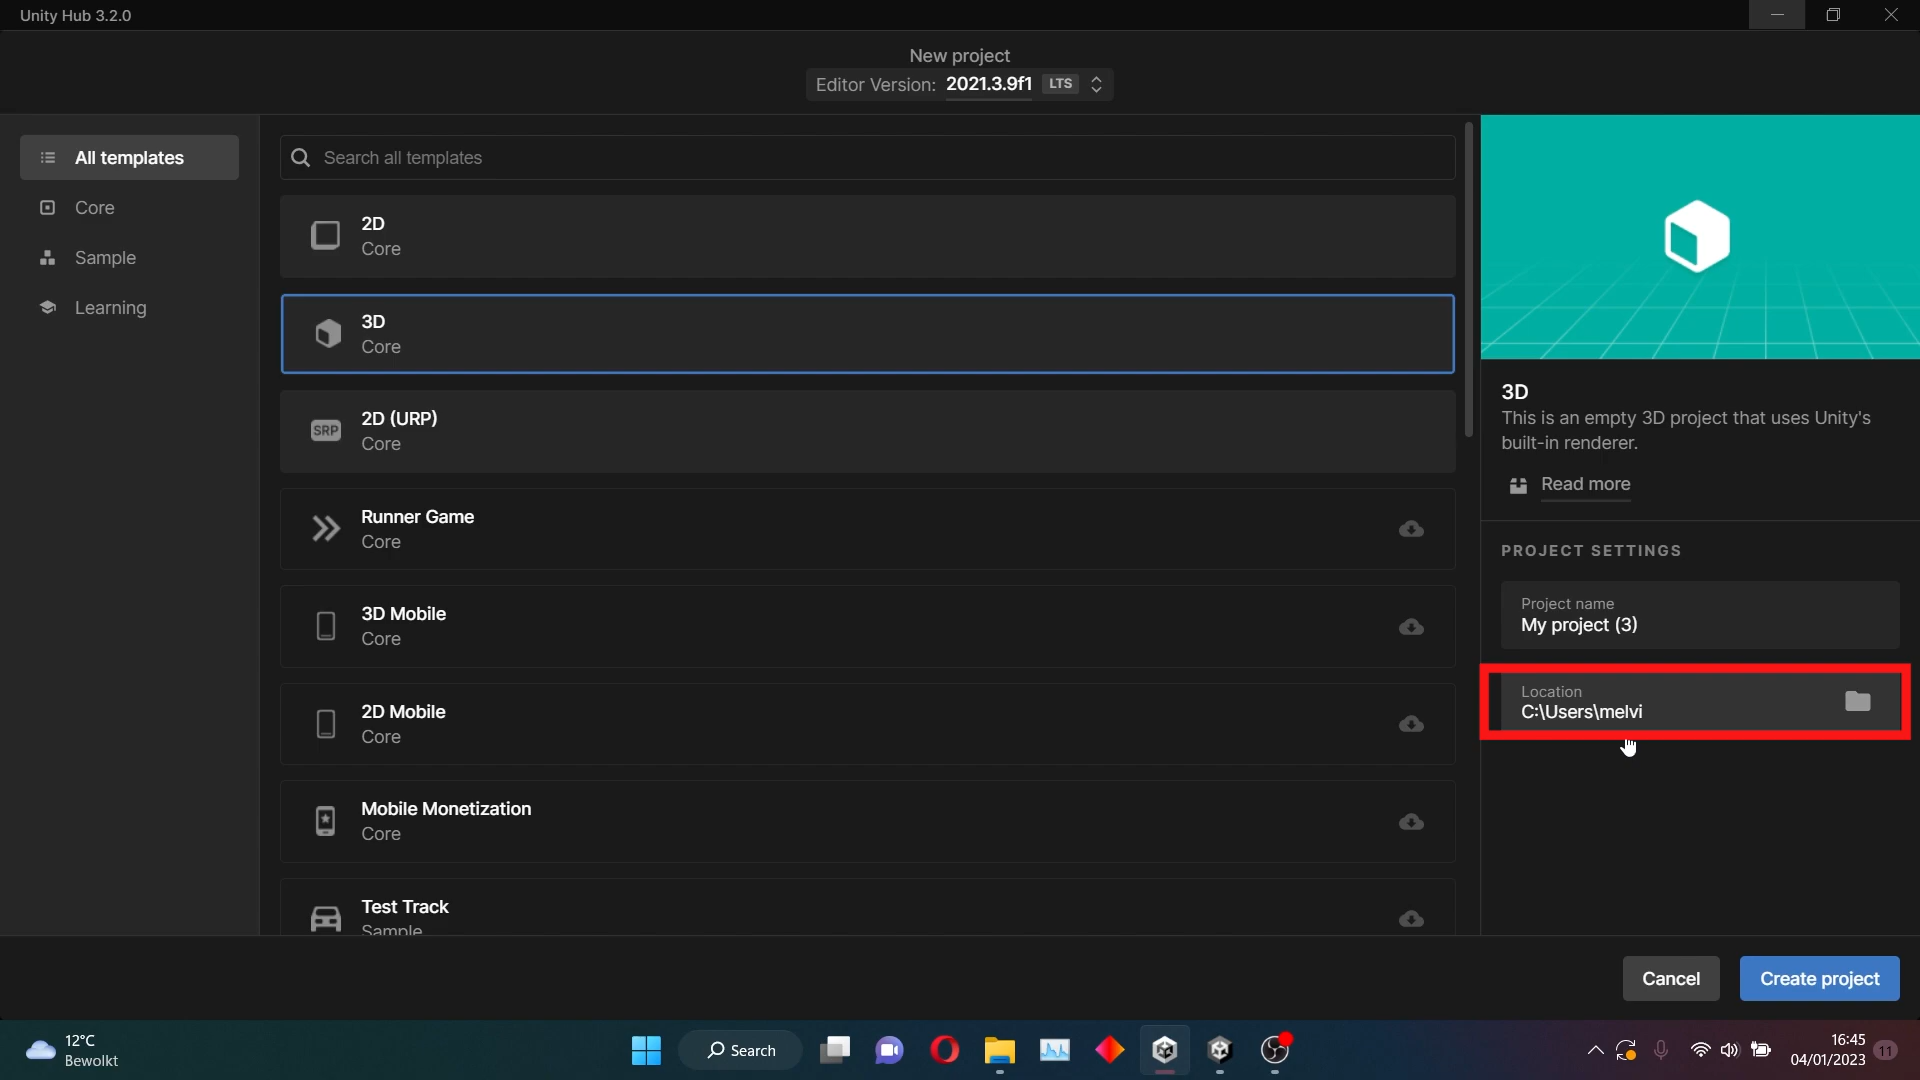 Unity Hub 3.2.0
New project
Editor Version: 2021.3.9f1 LTS
All templates
Core
Sample
Learning
Search all templates
2D
Core
3D
Core
SRP
2D (URP)
Core
Runner Game
Core
3D Mobile
Core
2D Mobile
Core
Mobile Monetization
Core
Test Track
Sample
3D
This is an empty 3D project that uses Unity's
built-in renderer.
Read more
PROJECT SETTINGS
Project name
My project (3)
Location
C:\Users\melvi
Cancel
Create project
12°C
Bewolkt
Search
16:45
04/01/2023
11